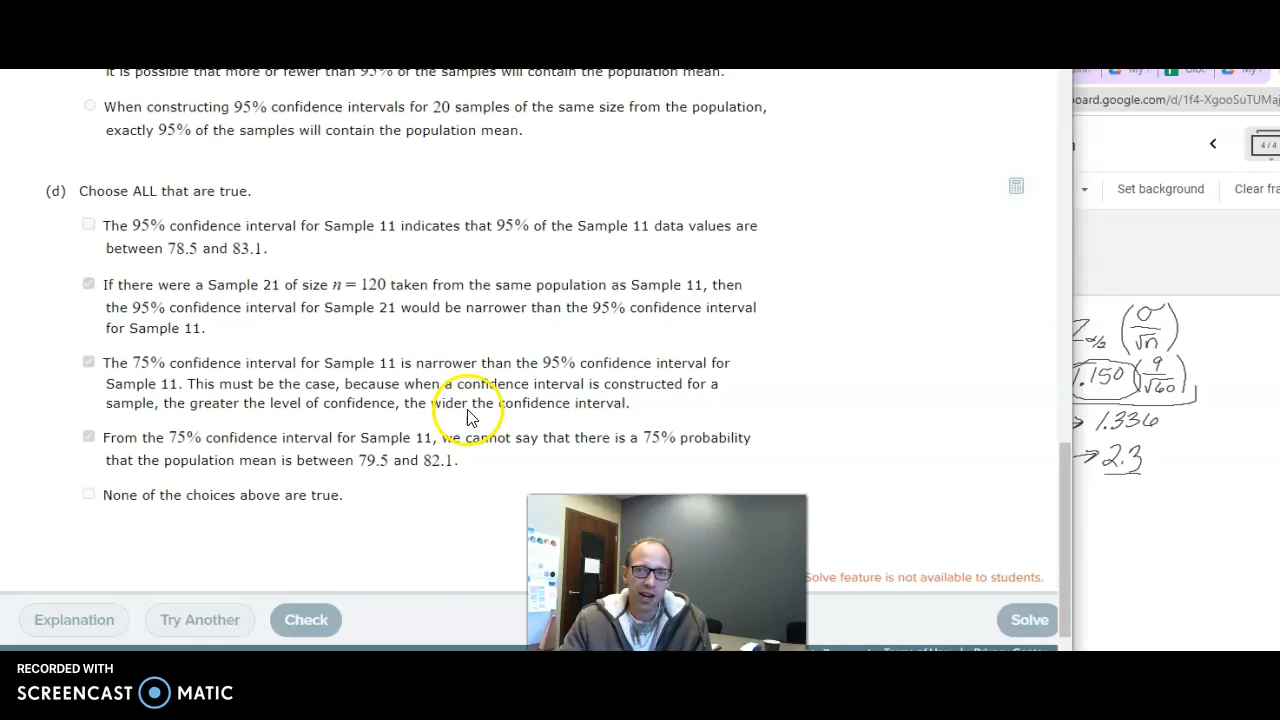 it is possible that more or fewer than 95% of the samples will contain the population mean.
When constructing 95% confidence intervals for 20 samples of the same size from the population,
exactly 95% of the samples will contain the population mean.
(d) Choose ALL that are true.
The 95% confidence interval for Sample 11 indicates that 95% of the Sample 11 data values are
between 78.5 and 83.1.
If there were a Sample 21 of size n = 120 taken from the same population as Sample 11, then
the 95% confidence interval for Sample 21 would be narrower than the 95% confidence interval
for Sample 11.
The 75% confidence interval for Sample 11 is narrower than the 95% confidence interval for
Sample 11. This must be the case, because when a confidence interval is constructed for a
sample, the greater the level of confidence, the wider the confidence interval.
From the 75% confidence interval for Sample 11, we cannot say that there is a 75% probability
that the population mean is between 79.5 and 82.1.
None of the choices above are true.
Solve feature is not available to students.
Explanation
Try Another
Check
Solve
oard.google.com/d/1f4-XgooSuTUMaj
4 / 4
Set background
Clear fra
Zα/2 (σ/√n)
1.150 (9/√60)
→ 1.336
→ 2.3
RECORDED WITH
SCREENCAST MATIC